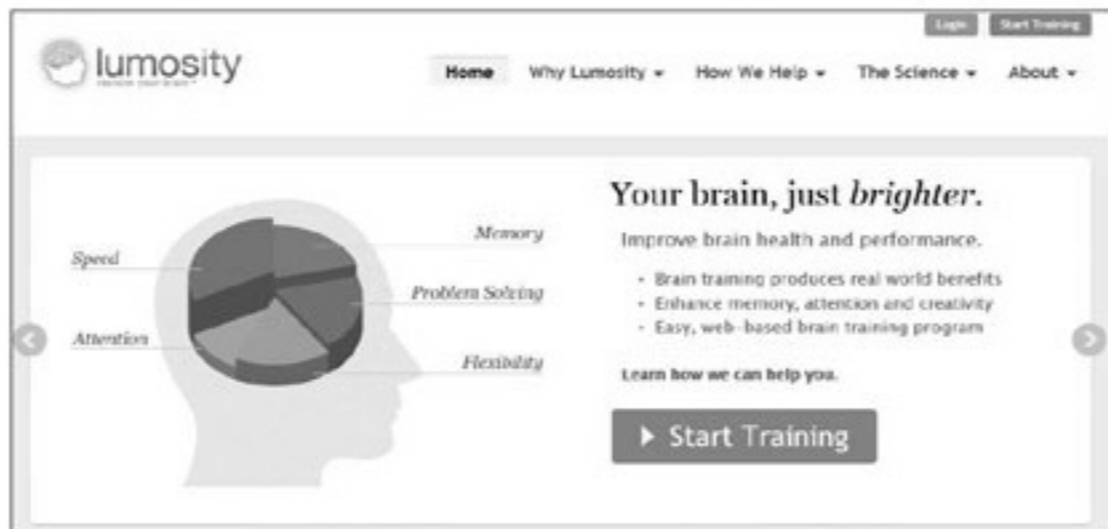 Login Start Training
lumosity
Home Why Lumosity How We Help The Science About
Your brain, just brighter.
Improve brain health and performance.
• Brain training produces real world benefits
• Enhance memory, attention and creativity
• Easy, web-based brain training program
Learn how we can help you.
Start Training
Speed
Attention
Memory
Problem Solving
Flexibility